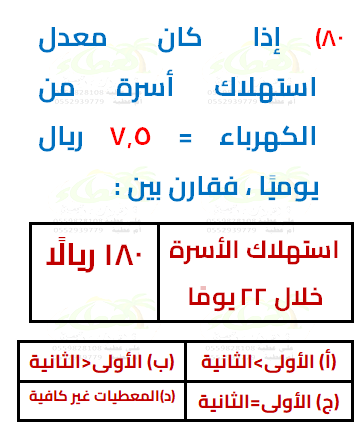 ٨٠) إذا كان معدل
استهلاك أسرة من
الكهرباء = ٧,٥ ريال
يوميًا ، فقارن بين :
استهلاك الأسرة ١٨٠ ريالًا
خلال ٢٢ يومًا
(أ) الأولى>الثانية (ب) الأولى<الثانية
(ج) الأولى=الثانية (د)المعطيات غير كافية